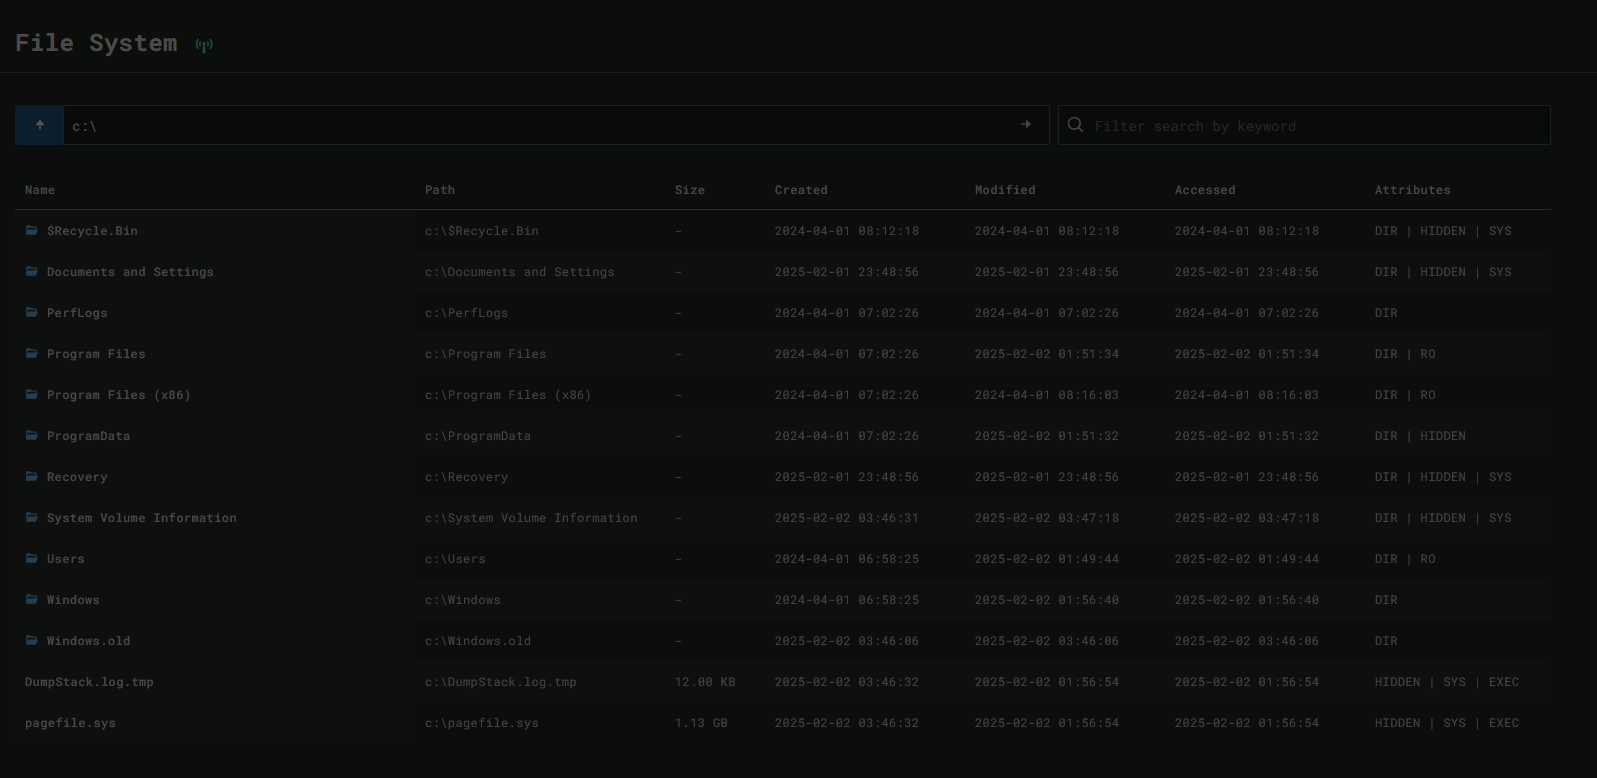 File System
c:\
Filter search by keyword
Name Path Size Created Modified Accessed Attributes
$Recycle.Bin c:\$Recycle.Bin - 2024-04-01 08:12:18 2024-04-01 08:12:18 2024-04-01 08:12:18 DIR | HIDDEN | SYS
Documents and Settings c:\Documents and Settings - 2025-02-01 23:48:56 2025-02-01 23:48:56 2025-02-01 23:48:56 DIR | HIDDEN | SYS
PerfLogs c:\PerfLogs - 2024-04-01 07:02:26 2024-04-01 07:02:26 2024-04-01 07:02:26 DIR
Program Files c:\Program Files - 2024-04-01 07:02:26 2025-02-02 01:51:34 2025-02-02 01:51:34 DIR | RO
Program Files (x86) c:\Program Files (x86) - 2024-04-01 07:02:26 2024-04-01 08:16:03 2024-04-01 08:16:03 DIR | RO
ProgramData c:\ProgramData - 2024-04-01 07:02:26 2025-02-02 01:51:32 2025-02-02 01:51:32 DIR | HIDDEN
Recovery c:\Recovery - 2025-02-01 23:48:56 2025-02-01 23:48:56 2025-02-01 23:48:56 DIR | HIDDEN | SYS
System Volume Information c:\System Volume Information - 2025-02-02 03:46:31 2025-02-02 03:47:18 2025-02-02 03:47:18 DIR | HIDDEN | SYS
Users c:\Users - 2024-04-01 06:58:25 2025-02-02 01:49:44 2025-02-02 01:49:44 DIR | RO
Windows c:\Windows - 2024-04-01 06:58:25 2025-02-02 01:56:40 2025-02-02 01:56:40 DIR
Windows.old c:\Windows.old - 2025-02-02 03:46:06 2025-02-02 03:46:06 2025-02-02 03:46:06 DIR
DumpStack.log.tmp c:\DumpStack.log.tmp 12.00 KB 2025-02-02 03:46:32 2025-02-02 01:56:54 2025-02-02 01:56:54 HIDDEN | SYS | EXEC
pagefile.sys c:\pagefile.sys 1.13 GB 2025-02-02 03:46:32 2025-02-02 01:56:54 2025-02-02 01:56:54 HIDDEN | SYS | EXEC